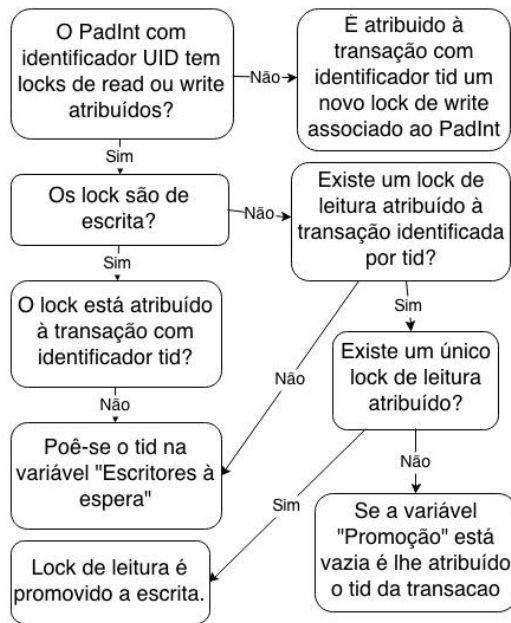 O PadInt com
identificador UID tem
locks de read ou write
atribuídos?
Não
É atribuido à
transação com
identificador tid um
novo lock de write
associado ao PadInt
Sim
Os lock são de
escrita?
Não
Existe um lock de
leitura atribuído à
transação identificada
por tid?
Sim
O lock está atribuído
à transação com
identificador tid?
Sim
Existe um único
lock de leitura
atribuído?
Não
Não
Poê-se o tid na
variável "Escritores à
espera"
Não
Sim
Se a variável
"Promoção" está
vazia é lhe atribuído
o tid da transacao
Lock de leitura é
promovido a escrita.